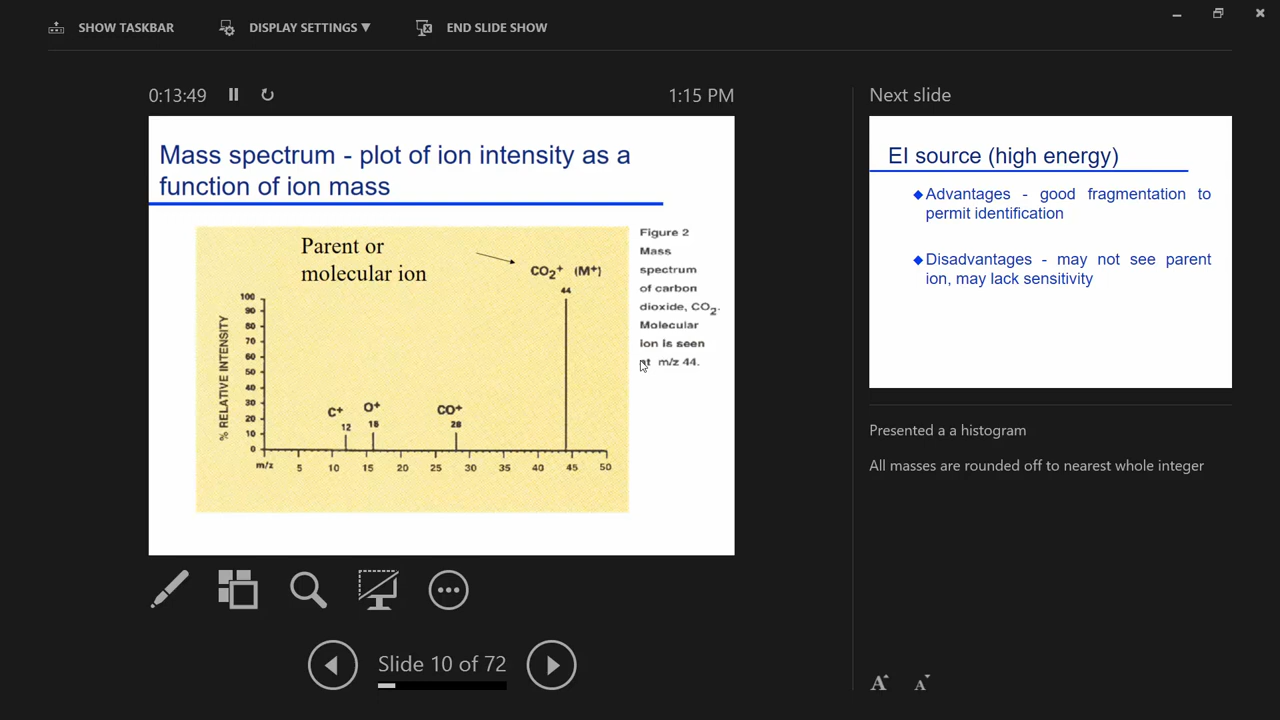 SHOW TASKBAR
DISPLAY SETTINGS ▼
END SLIDE SHOW
0:13:49
1:15 PM
Mass spectrum - plot of ion intensity as a
function of ion mass
Parent or
molecular ion
CO₂⁺ (M⁺)
44
% RELATIVE INTENSITY
100
90
80
70
60
50
40
30
20
10
0
C⁺
12
O⁺
16
CO⁺
28
m/z 5 10 15 20 25 30 35 40 45 50
Figure 2
Mass
spectrum
of carbon
dioxide, CO₂.
Molecular
ion is seen
at m/z 44.
Slide 10 of 72
Next slide
EI source (high energy)
◆Advantages - good fragmentation to
permit identification
◆Disadvantages - may not see parent
ion, may lack sensitivity
Presented a a histogram
All masses are rounded off to nearest whole integer
A A